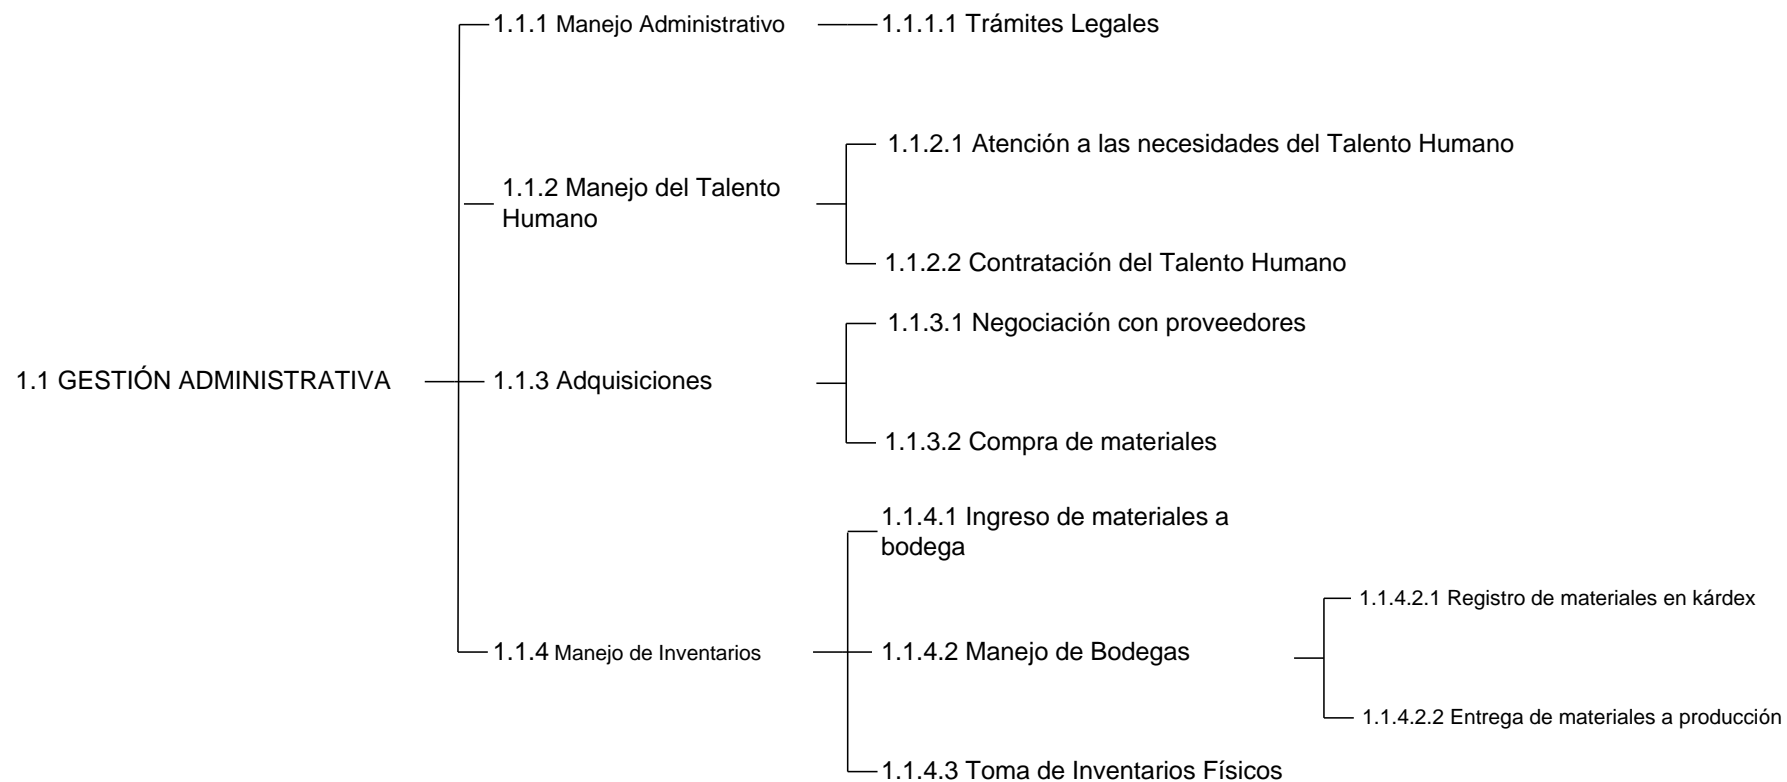 1.1.1 Manejo Administrativo
1.1.1.1 Trámites Legales
1.1.2.1 Atención a las necesidades del Talento Humano
1.1.2 Manejo del Talento
Humano
1.1.2.2 Contratación del Talento Humano
1.1.3.1 Negociación con proveedores
1.1 GESTIÓN ADMINISTRATIVA
1.1.3 Adquisiciones
1.1.3.2 Compra de materiales
1.1.4.1 Ingreso de materiales a
bodega
1.1.4.2.1 Registro de materiales en kárdex
1.1.4 Manejo de Inventarios
1.1.4.2 Manejo de Bodegas
1.1.4.2.2 Entrega de materiales a producción
1.1.4.3 Toma de Inventarios Físicos